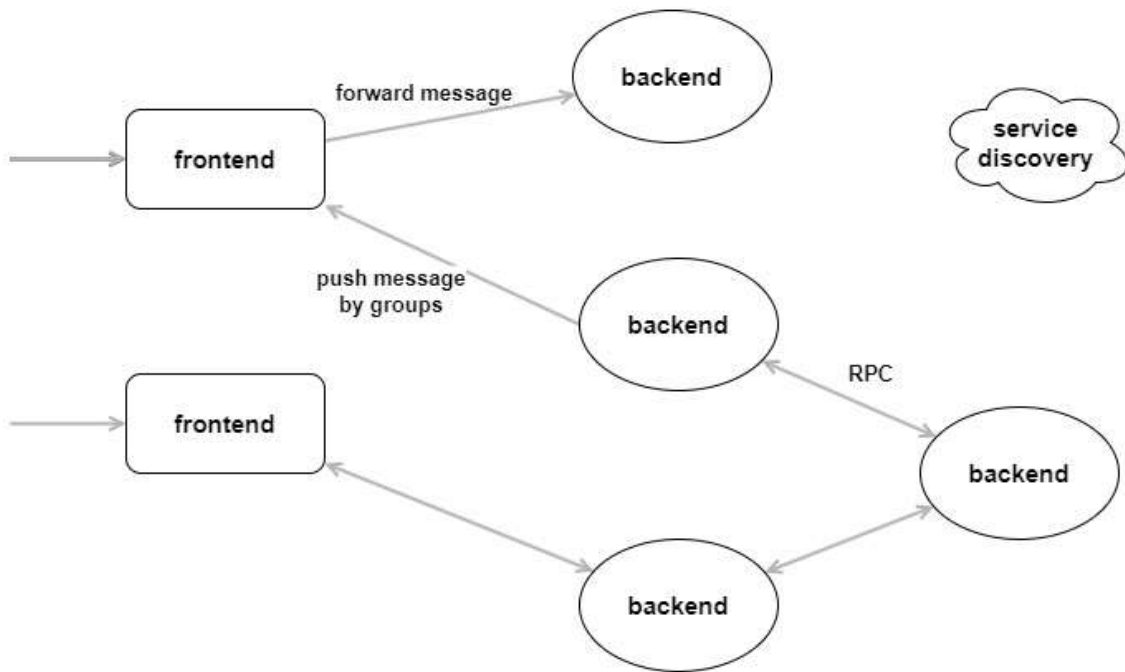 backend
forward message
service
discovery
frontend
push message
by groups
backend
RPC
frontend
backend
backend